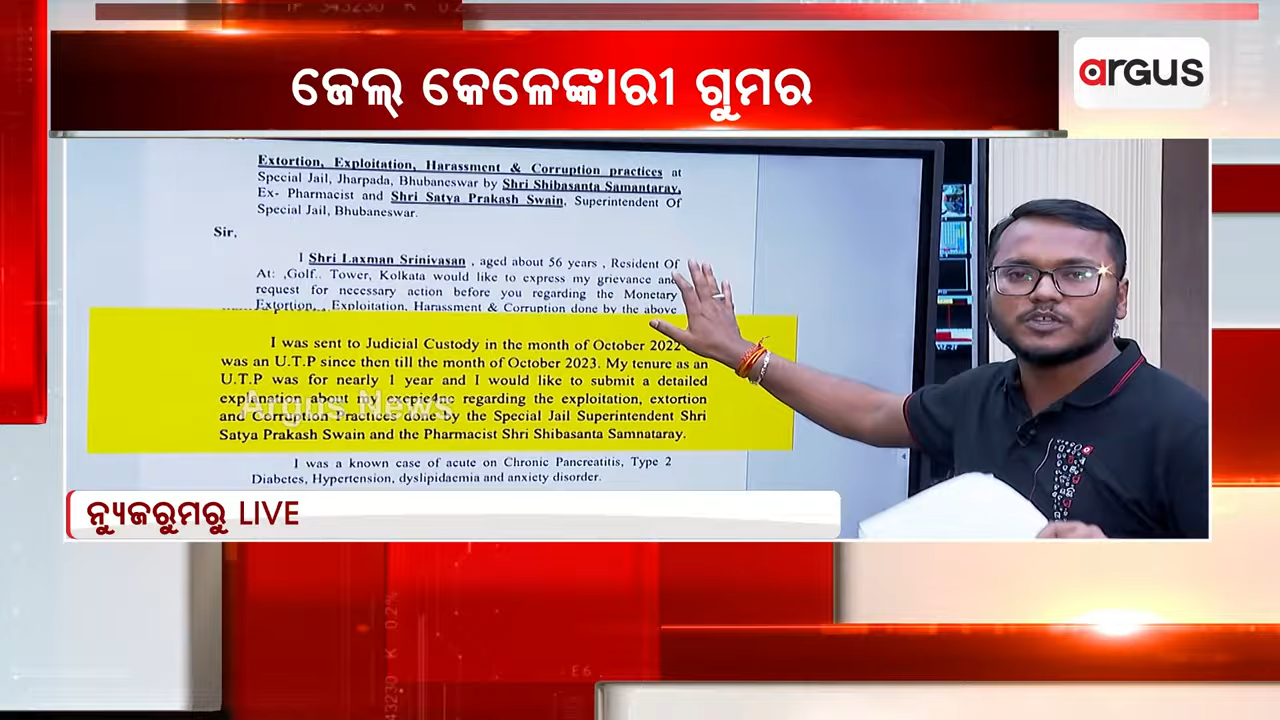 ଜେଲ୍ କେଳେଙ୍କାରୀ ଗୁମର
argus
Extortion, Exploitation, Harassment & Corruption practices at
Special Jail, Jharpada, Bhubaneswar by Shri Shibasanta Samantaray,
Ex- Pharmacist and Shri Satya Prakash Swain, Superintendent Of
Special Jail, Bhubaneswar.
Sir,
I Shri Laxman Srinivasan , aged about 56 years , Resident Of
At: ,Golf.. Tower, Kolkata would like to express my grievance and
request for necessary action before you regarding the Monetary
Extortion, , Exploitation, Harassment & Corruption done by the above
I was sent to Judicial Custody in the month of October 2022
was an U.T.P since then till the month of October 2023. My tenure as an
U.T.P was for nearly 1 year and I would like to submit a detailed
explanation about my excpie4nc regarding the exploitation, extortion
and Corruption Practices done by the Special Jail Superintendent Shri
Satya Prakash Swain and the Pharmacist Shri Shibasanta Samnataray.
Argus News
I was a known case of acute on Chronic Pancreatitis, Type 2
Diabetes, Hypertension, dyslipidaemia and anxiety disorder.
ନ୍ୟୁଜରୁମରୁ LIVE
343230 K 0.2%
E6